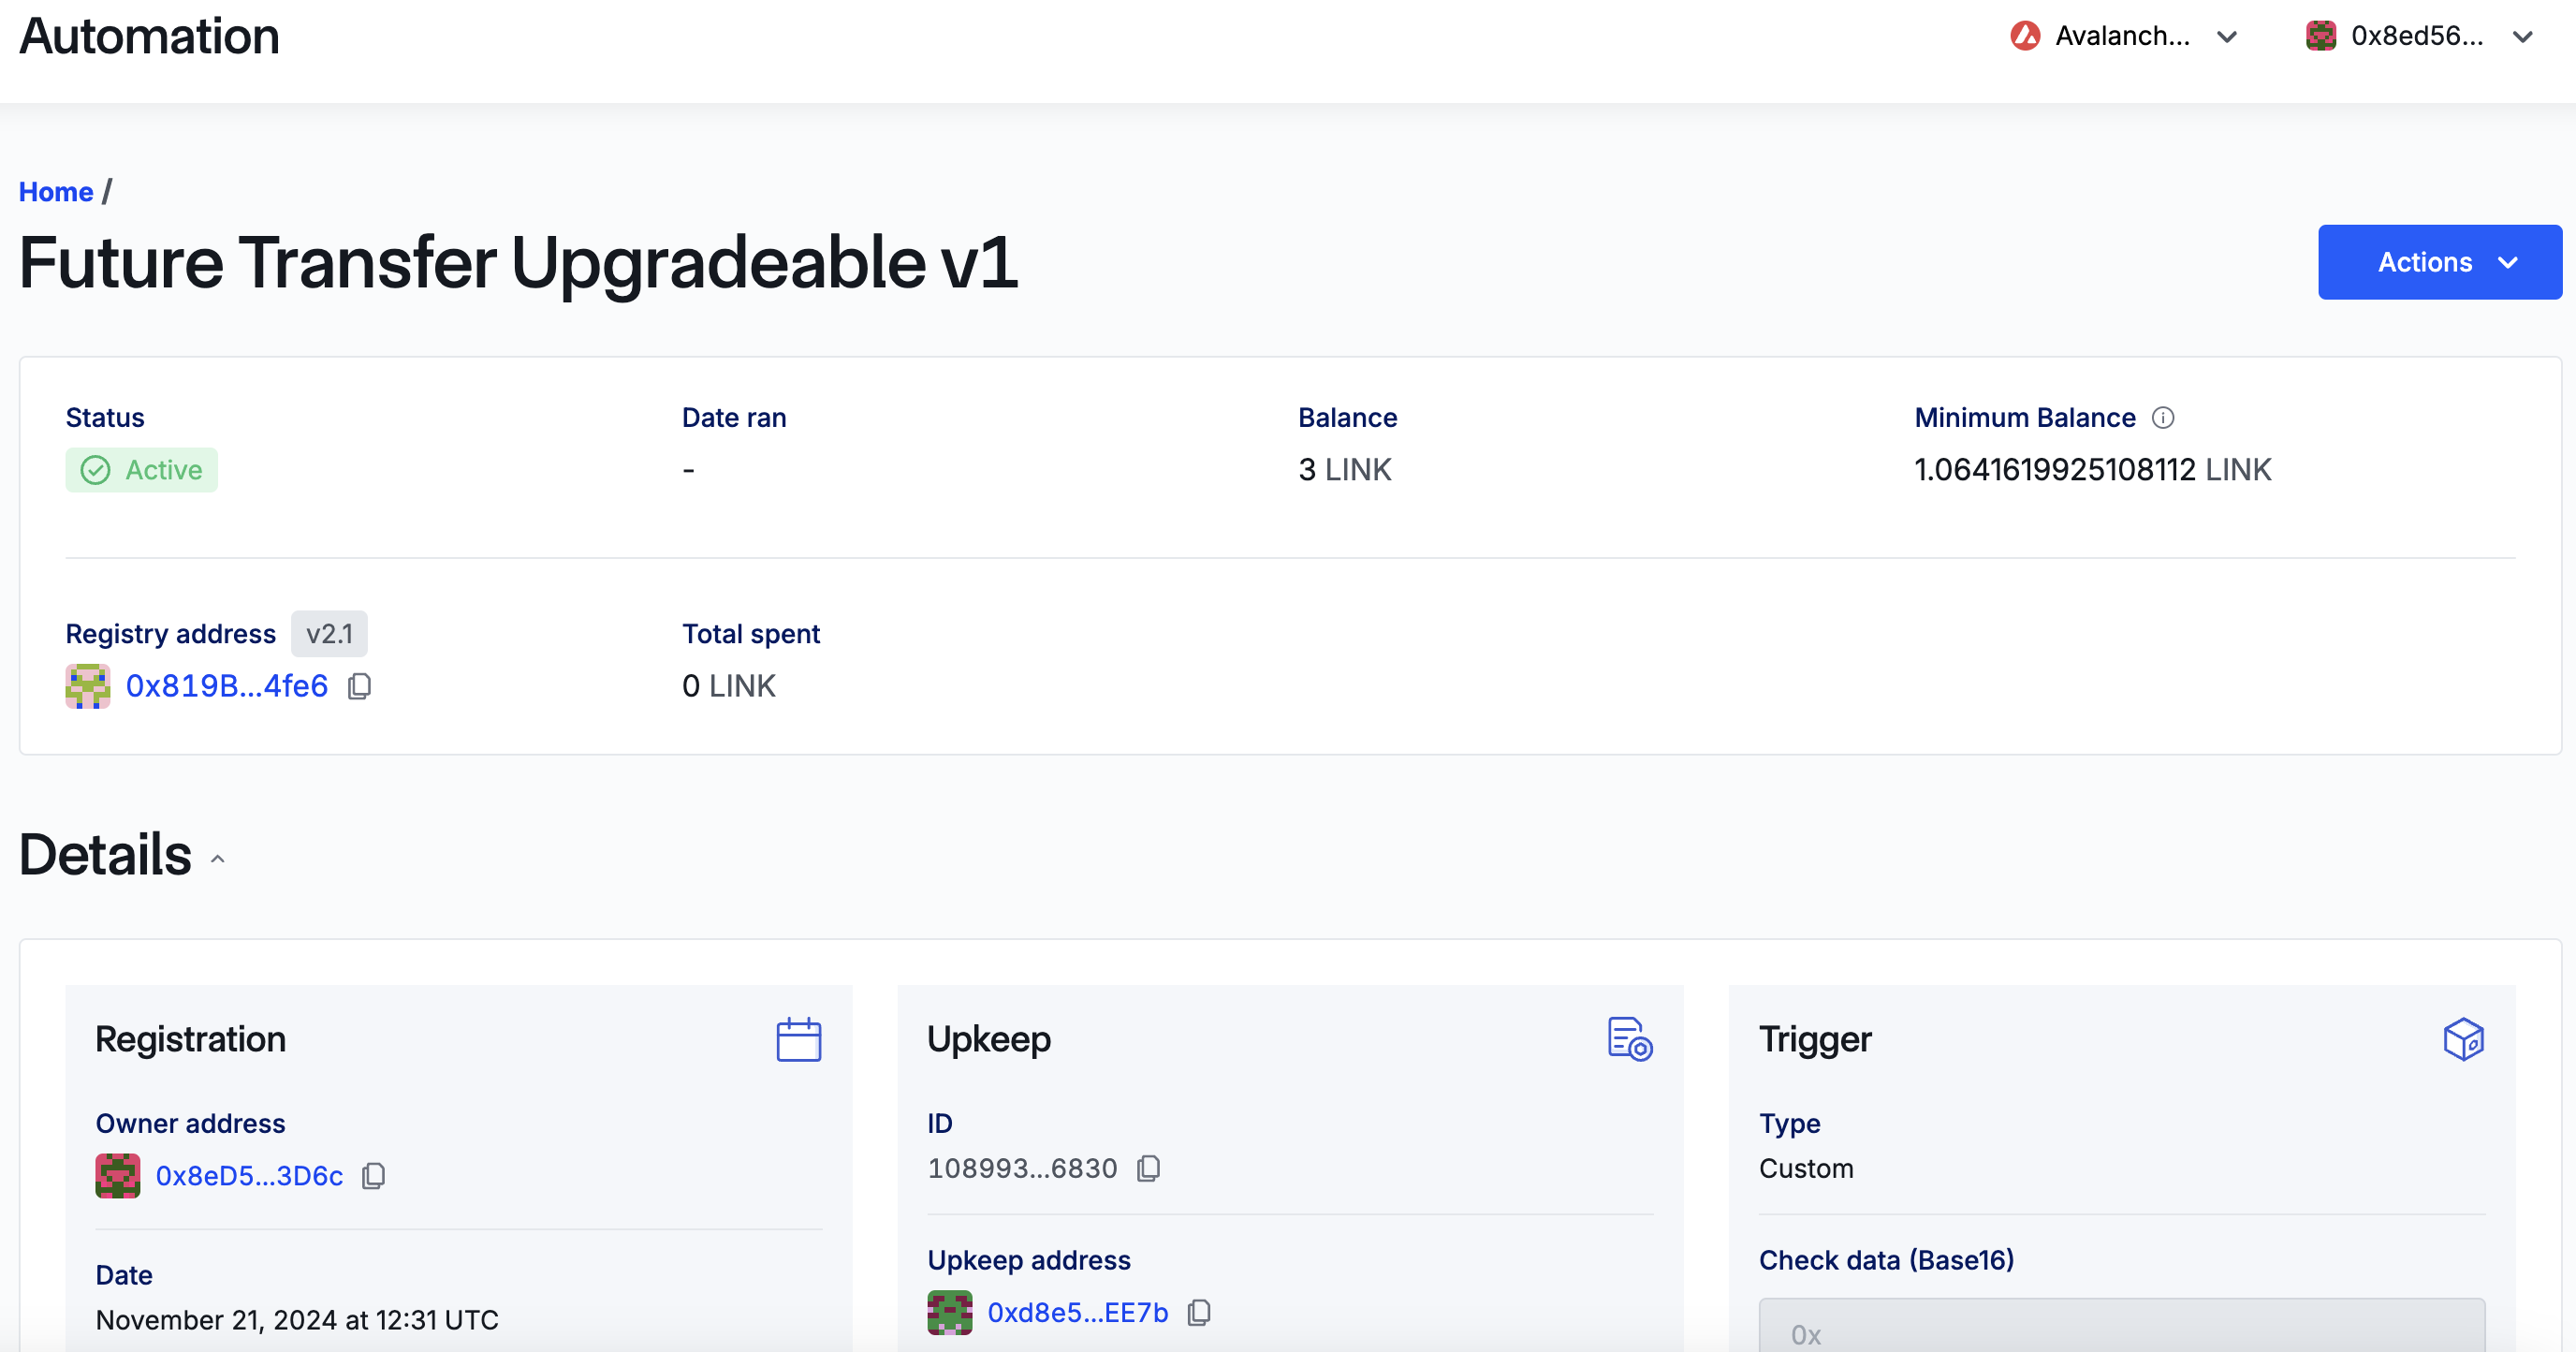 Automation
Avalanch...
0x8ed56...
Home /
Future Transfer Upgradeable v1
Actions
Status
Date ran
Balance
Minimum Balance
Active
-
3 LINK
1.0641619925108112 LINK
Registry address v2.1
Total spent
0x819B...4fe6
0 LINK
Details
Registration
Owner address
0x8eD5...3D6c
Date
November 21, 2024 at 12:31 UTC
Upkeep
ID
108993...6830
Upkeep address
0xd8e5...EE7b
Trigger
Type
Custom
Check data (Base16)
0x